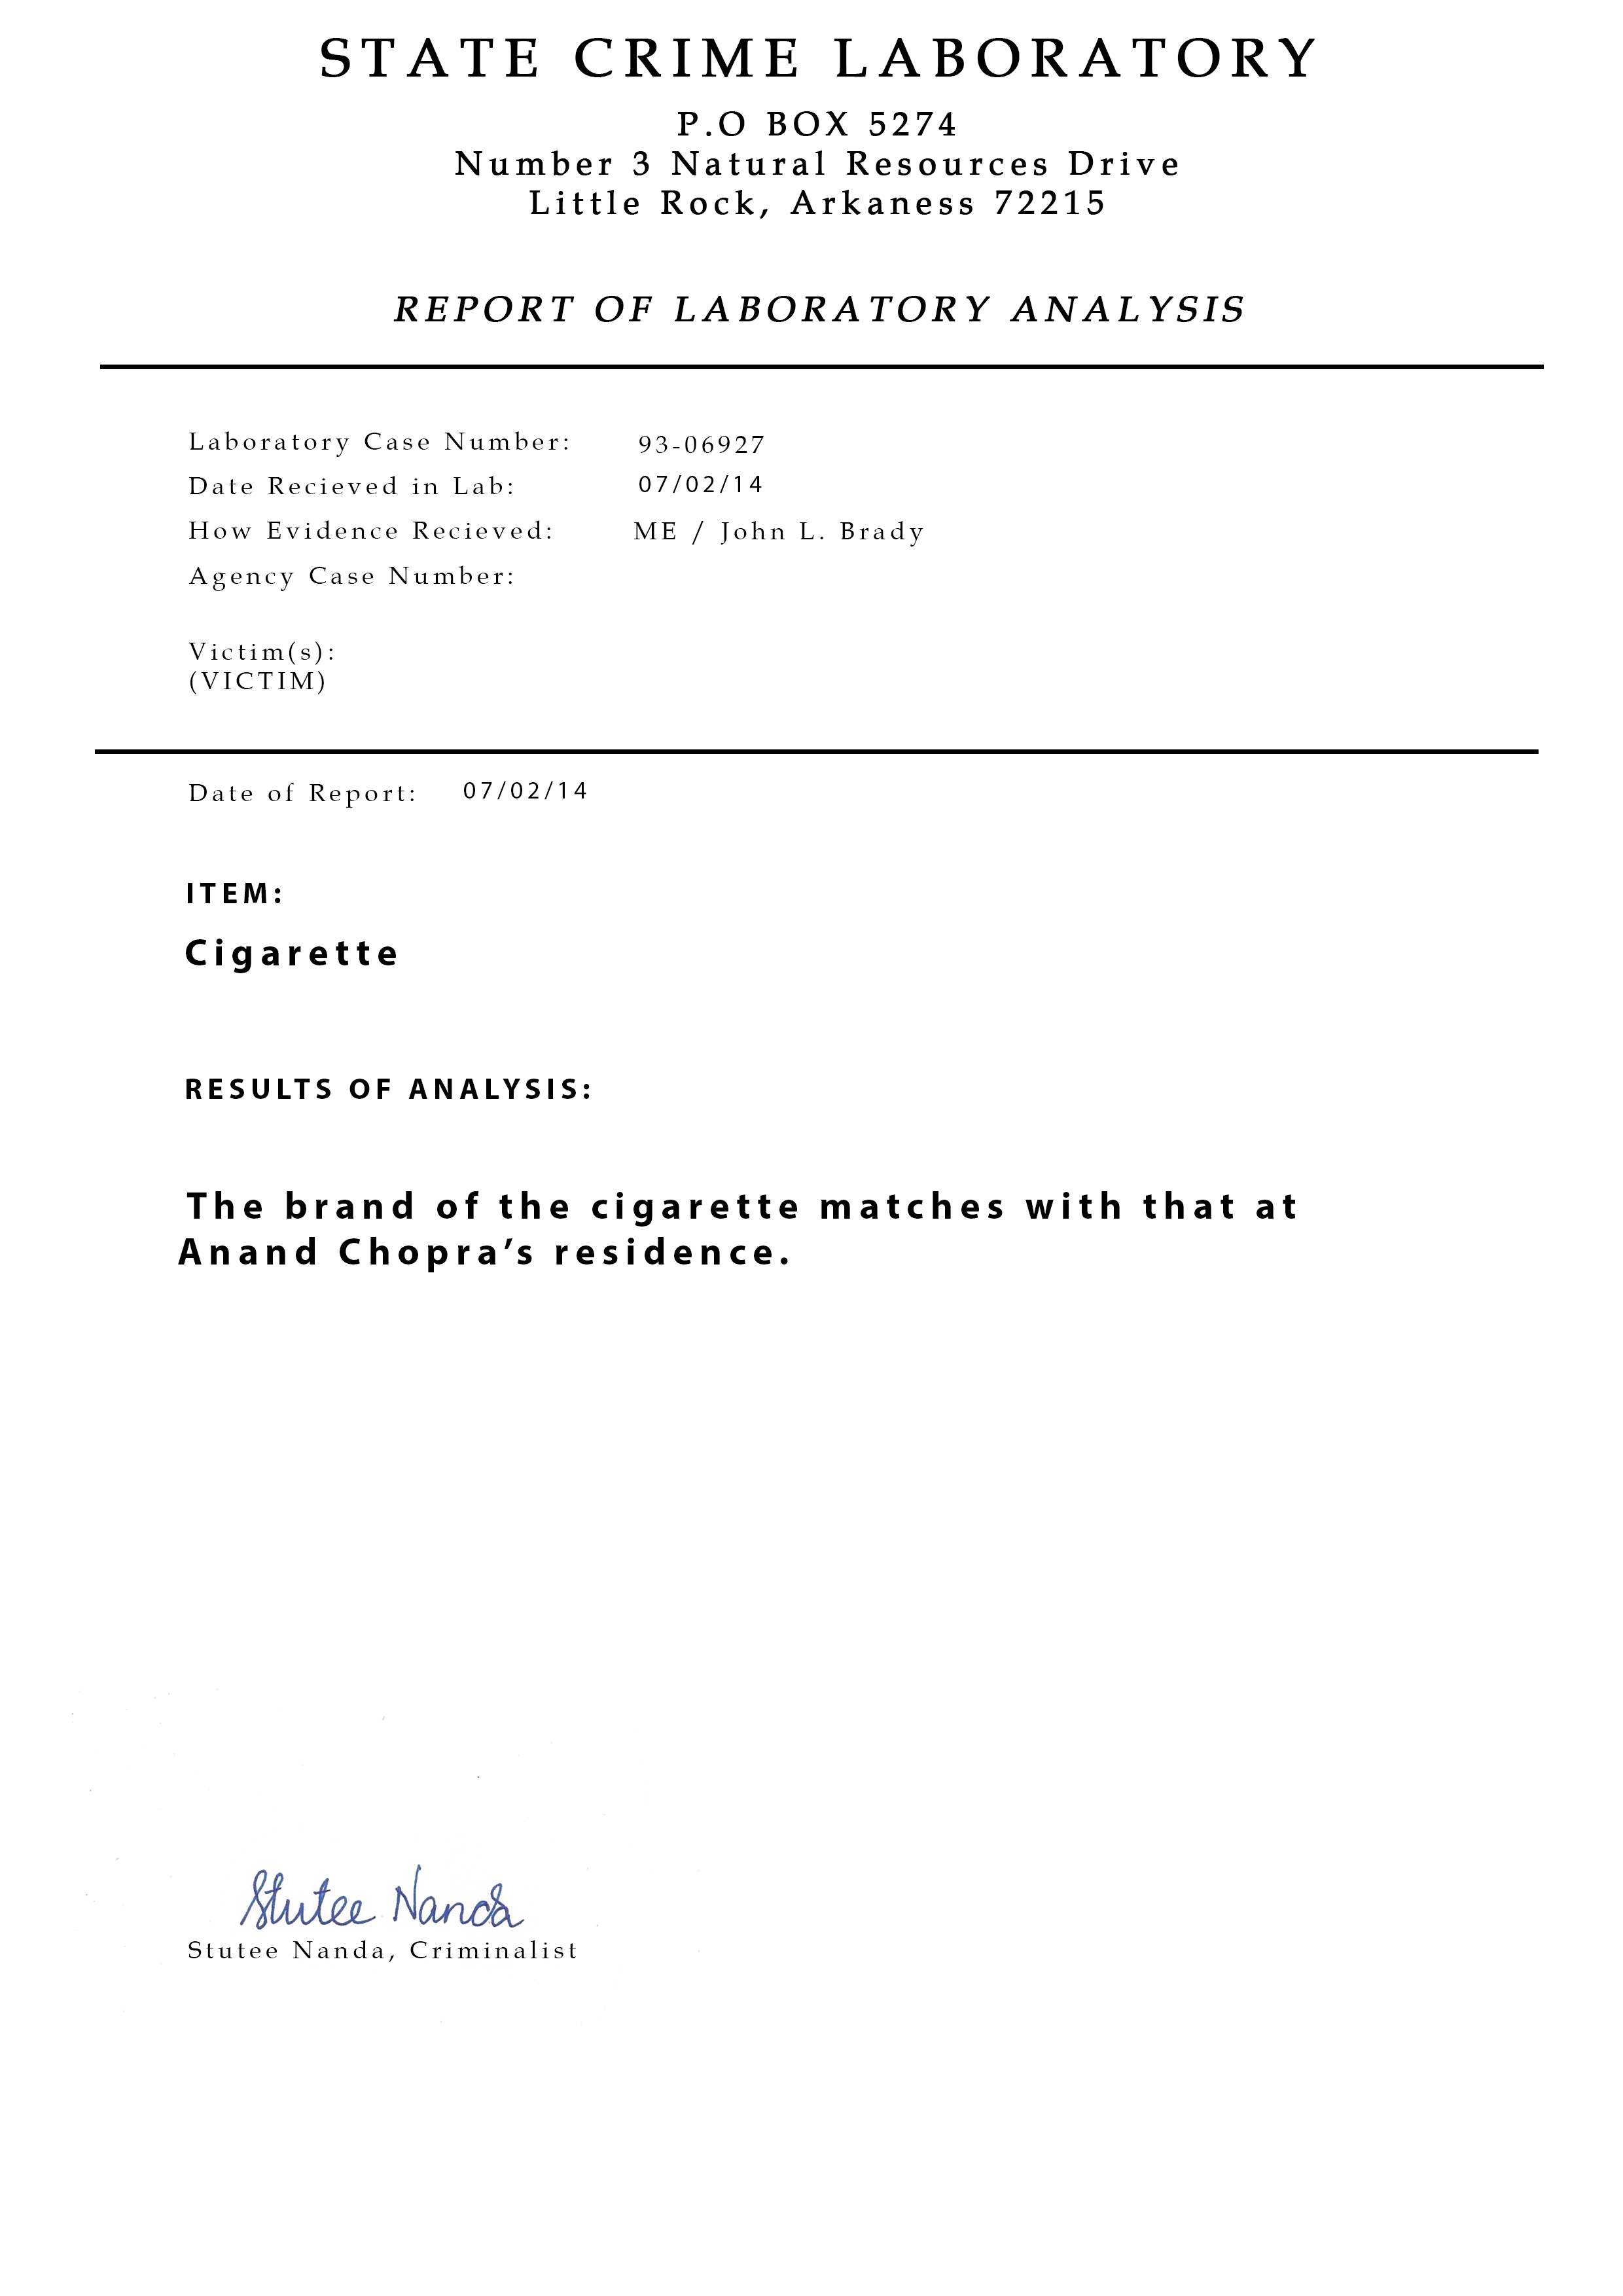 STATE CRIME LABORATORY
P.O BOX 5274
Number 3 Natural Resources Drive
Little Rock, Arkaness 72215
REPORT OF LABORATORY ANALYSIS
Laboratory Case Number: 93-06927
Date Recieved in Lab: 07/02/14
How Evidence Recieved: ME / John L. Brady
Agency Case Number:
Victim(s):
(VICTIM)
Date of Report: 07/02/14
ITEM:
Cigarette
RESULTS OF ANALYSIS:
The brand of the cigarette matches with that at
Anand Chopra’s residence.
Stutee Nanda
Stutee Nanda, Criminalist